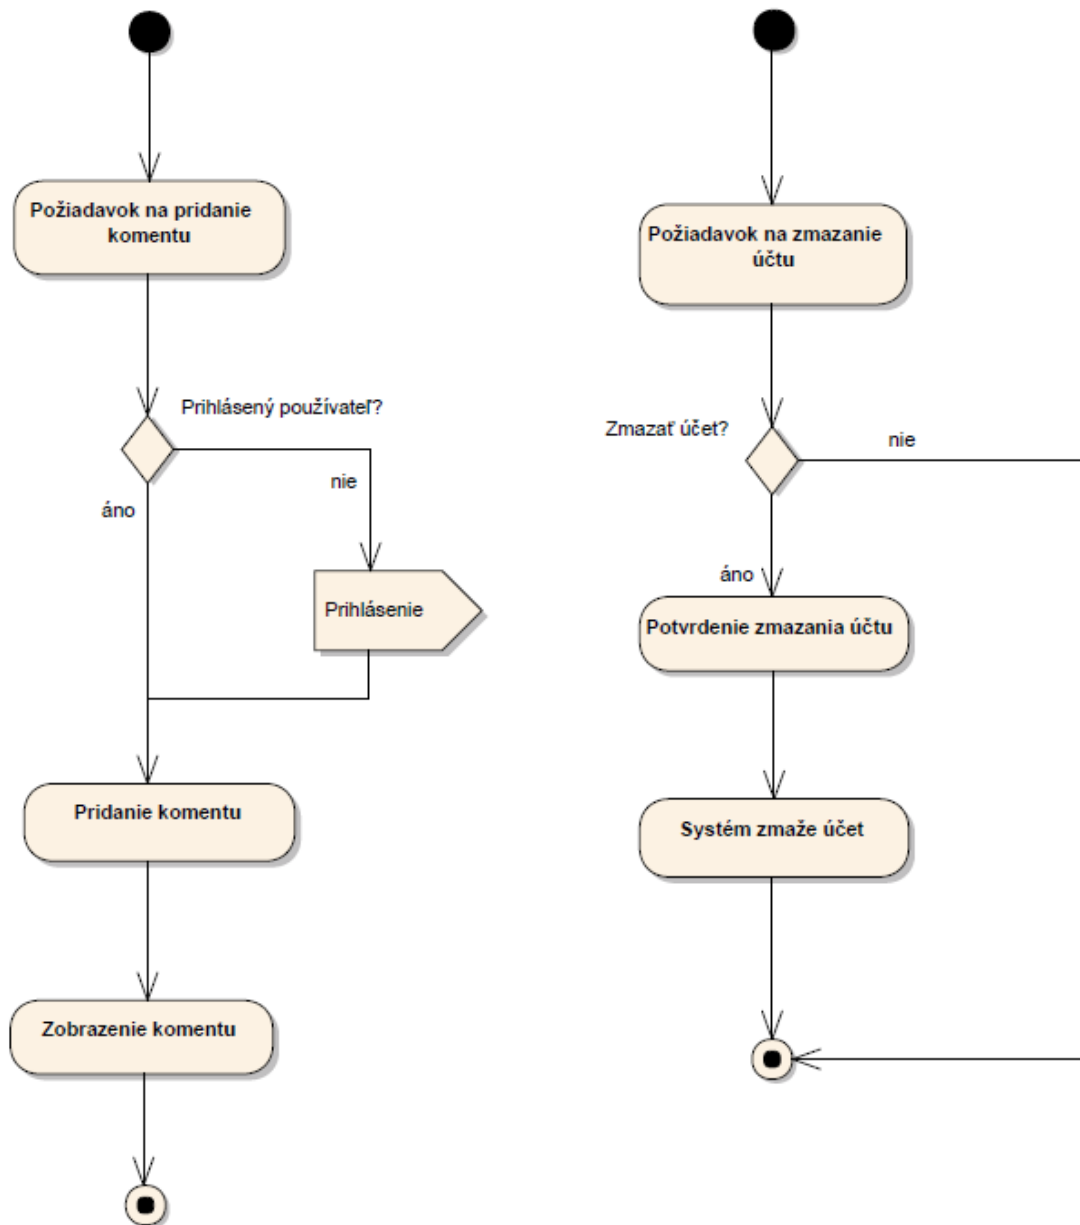 Požiadavok na pridanie
komentu
Prihlásený používateľ?
nie
áno
Prihlásenie
Pridanie komentu
Zobrazenie komentu
Požiadavok na zmazanie
účtu
Zmazať účet?
nie
áno
Potvrdenie zmazania účtu
Systém zmaže účet